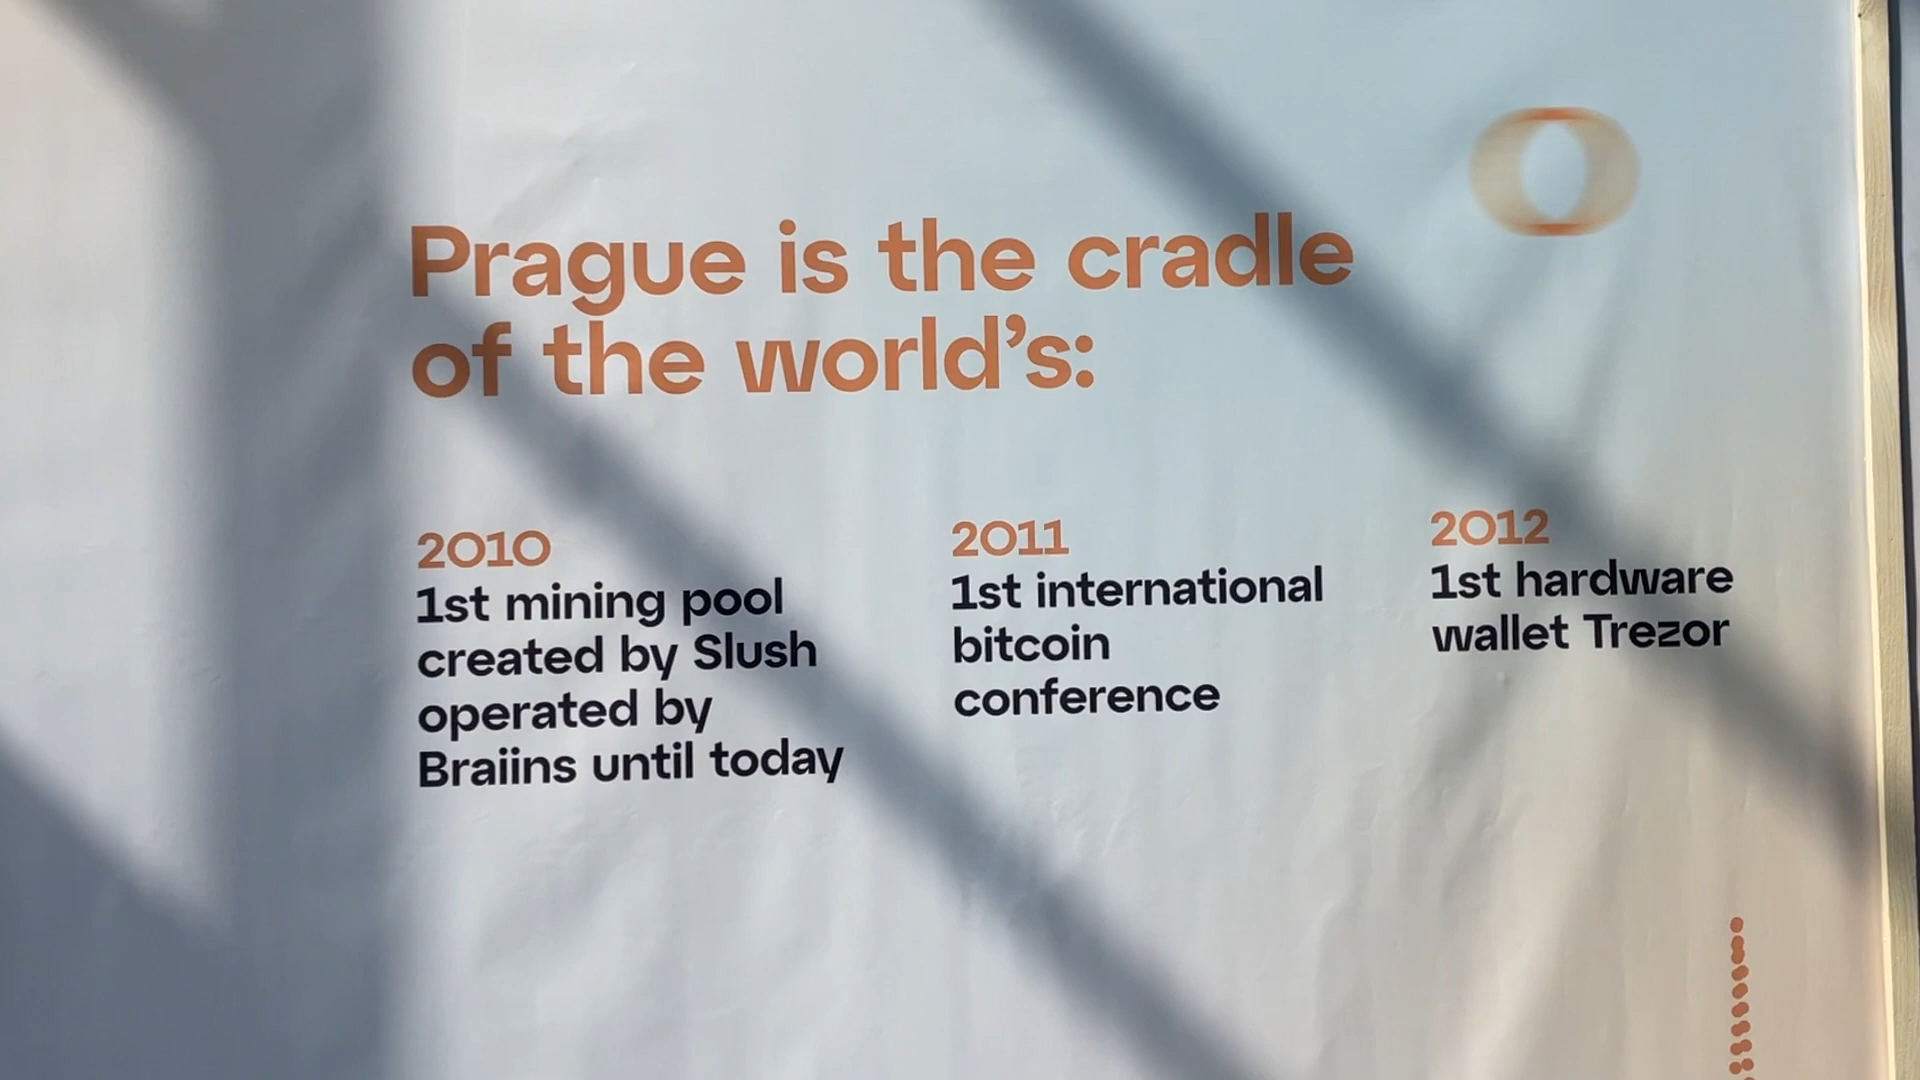 Prague is the cradle
of the world’s:
2010
1st mining pool
created by Slush
operated by
Braiins until today
2011
1st international
bitcoin
conference
2012
1st hardware
wallet Trezor